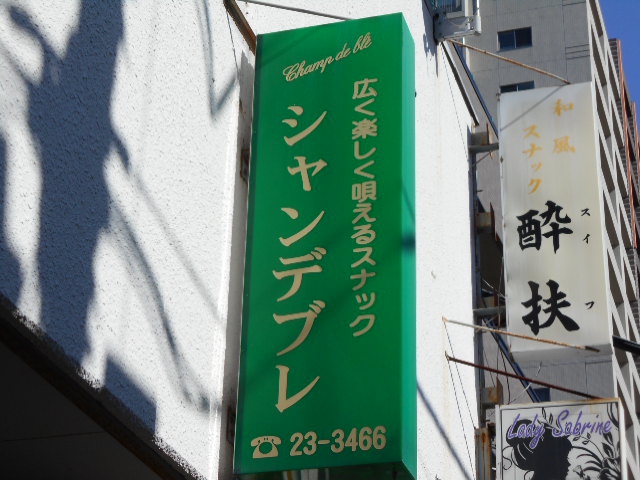 Champ de blé
広く楽しく唄えるスナック
シャンデブレ
☎ 23-3466
和風
スナック
酔扶
スイフ
Lady Sabrine